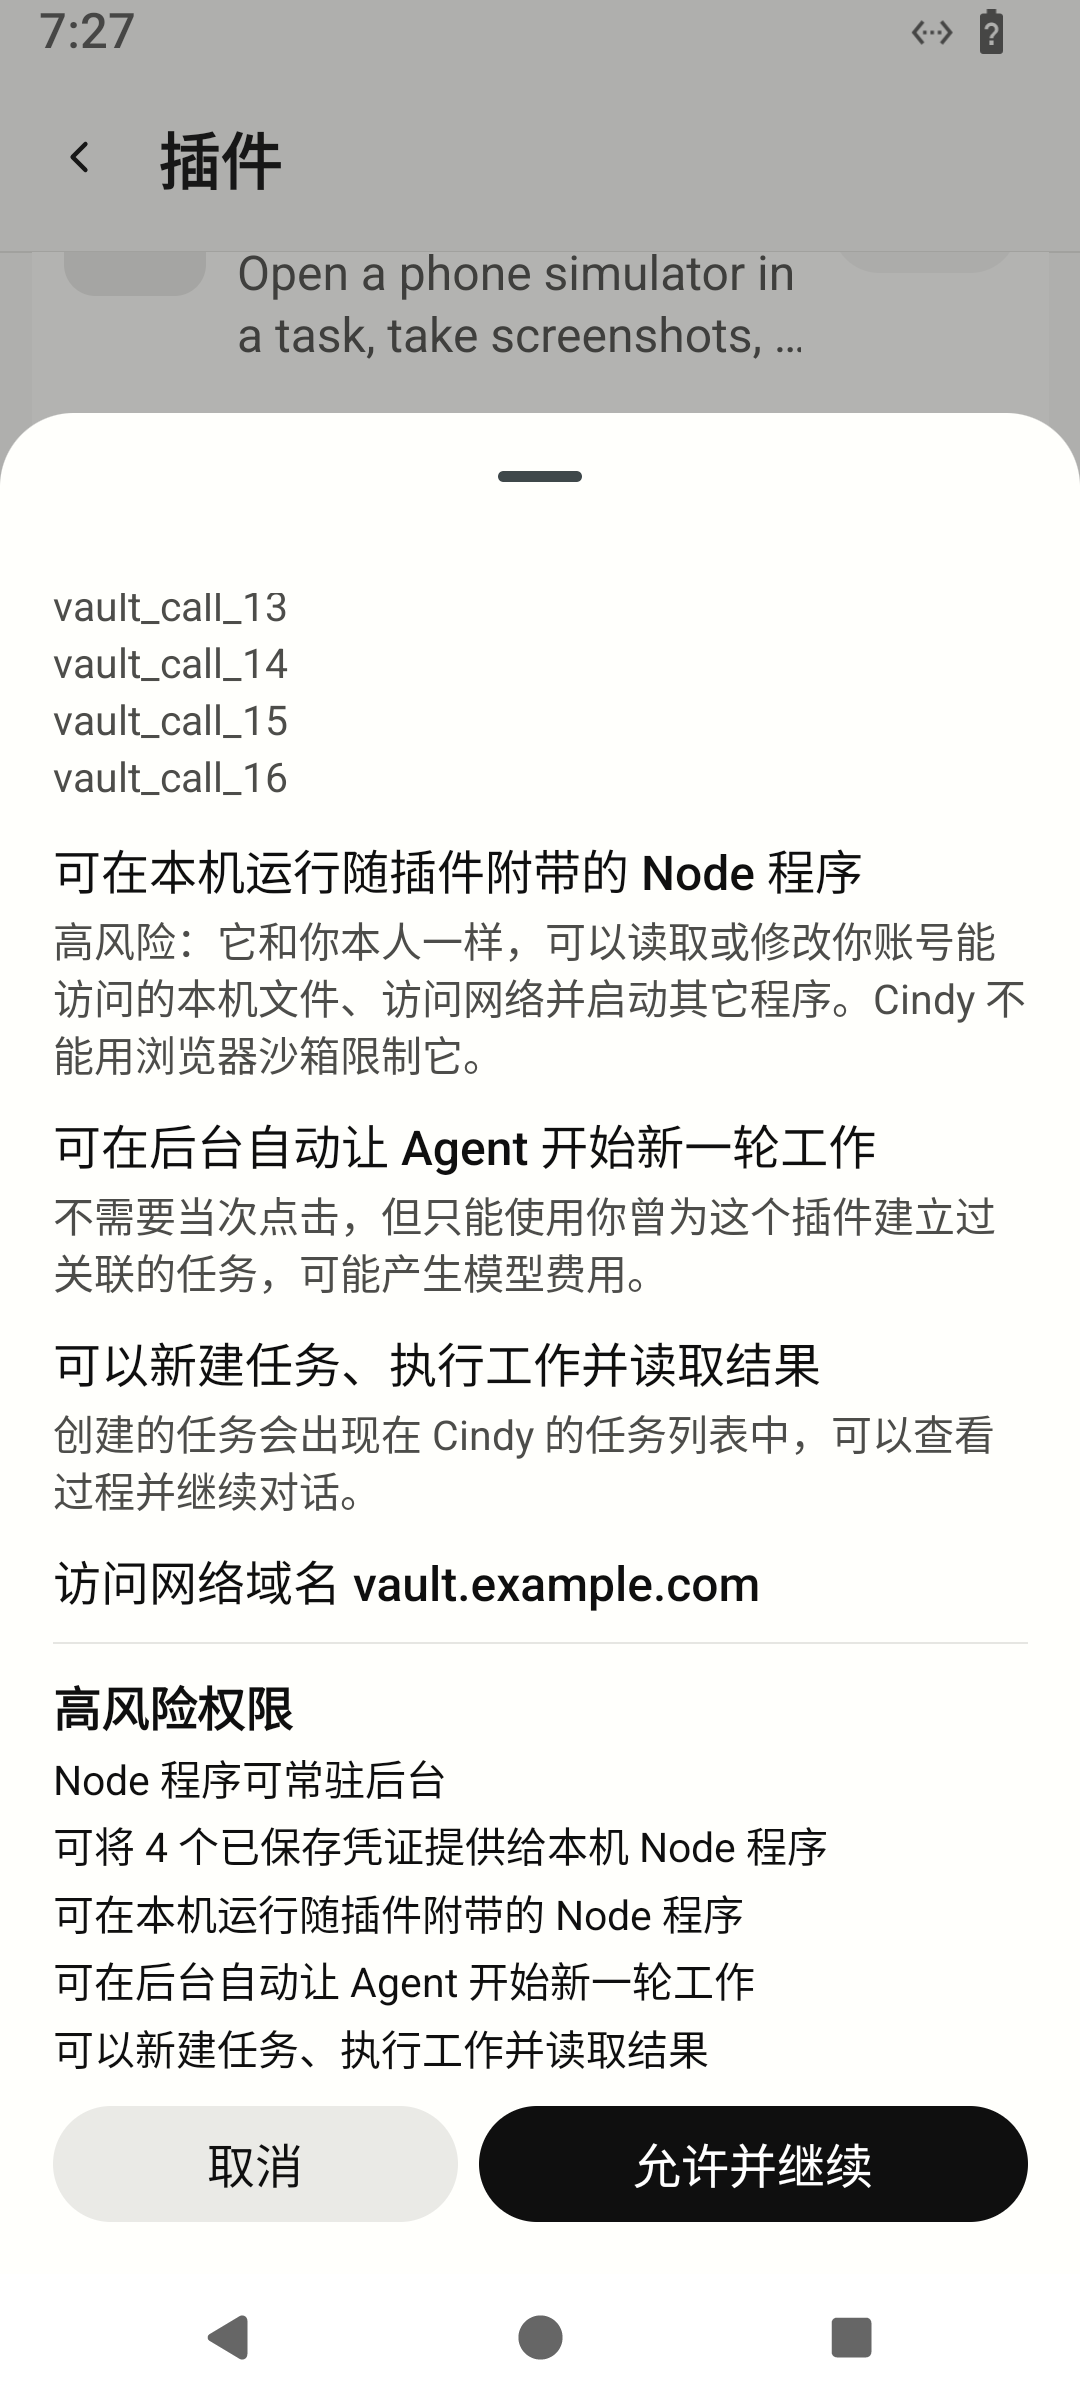 7:27
插件
Open a phone simulator in
a task, take screenshots, ...
vault_call_13
vault_call_14
vault_call_15
vault_call_16
可在本机运行随插件附带的 Node 程序
高风险：它和你本人一样，可以读取或修改你账号能
访问的本机文件、访问网络并启动其它程序。Cindy 不
能用浏览器沙箱限制它。
可在后台自动让 Agent 开始新一轮工作
不需要当次点击，但只能使用你曾为这个插件建立过
关联的任务，可能产生模型费用。
可以新建任务、执行工作并读取结果
创建的任务会出现在 Cindy 的任务列表中，可以查看
过程并继续对话。
访问网络域名 vault.example.com
高风险权限
Node 程序可常驻后台
可将 4 个已保存凭证提供给本机 Node 程序
可在本机运行随插件附带的 Node 程序
可在后台自动让 Agent 开始新一轮工作
可以新建任务、执行工作并读取结果
取消
允许并继续